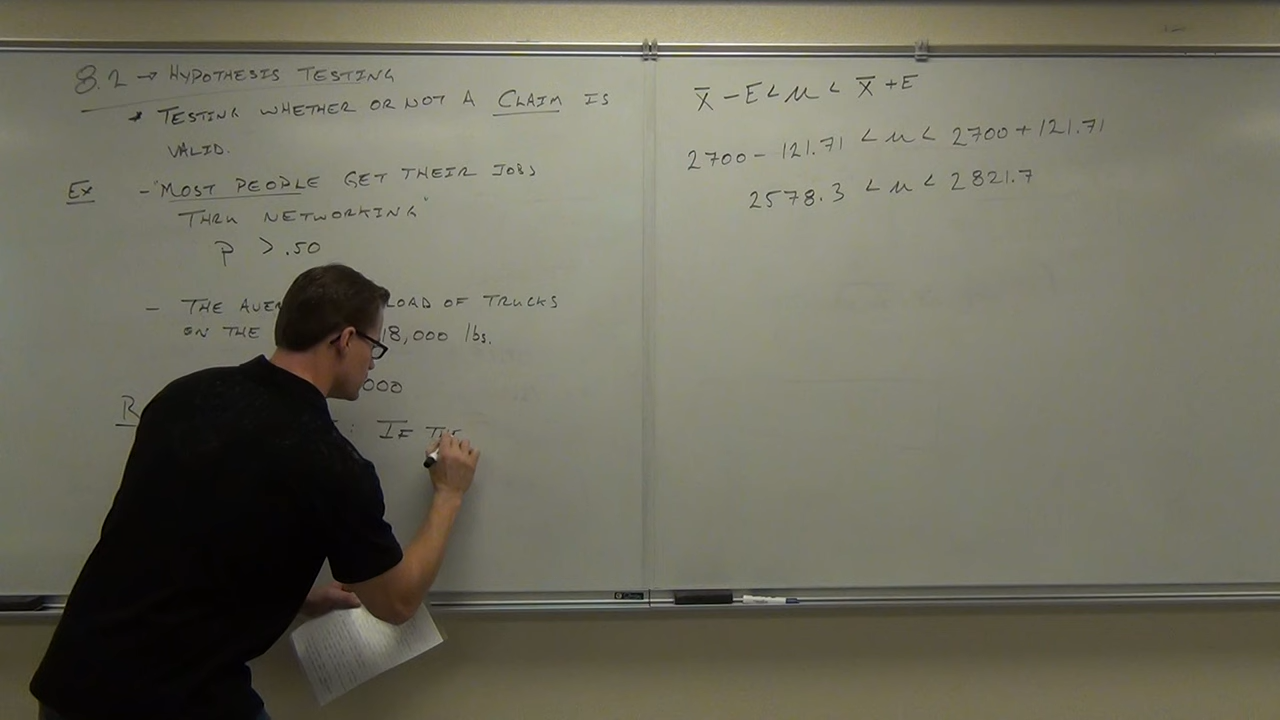 8.2 → HYPOTHESIS TESTING
* TESTING WHETHER OR NOT A CLAIM IS
VALID.
Ex - "MOST PEOPLE GET THEIR JOBS
THRU NETWORKING"
p > .50
- THE LOAD OF TRUCKS
ON THE 18,000 lbs.
000
: IF THE
x̄ - E < μ < x̄ + E
2700 - 121.71 < μ < 2700 + 121.71
2578.3 < μ < 2821.7